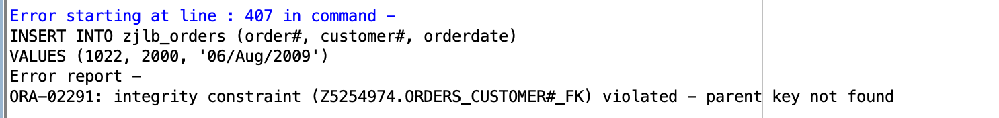 Error starting at line : 407 in command -
INSERT INTO zjlb_orders (order#, customer#, orderdate)
VALUES (1022, 2000, '06/Aug/2009')
Error report -
ORA-02291: integrity constraint (Z5254974.ORDERS_CUSTOMER#_FK) violated - parent key not found